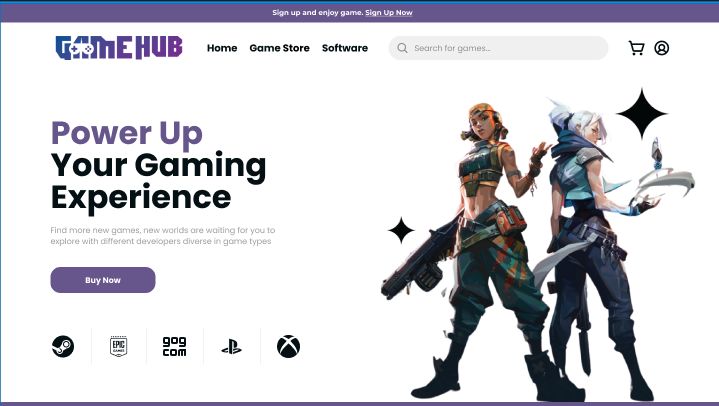 Sign up and enjoy game. Sign Up Now
GAMEHUB
Home Game Store Software
Search for games...
Power Up
Your Gaming
Experience
Find more new games, new worlds are waiting for you to
explore with different developers diverse in game types
Buy Now
EPIC
GAMES
gog
com